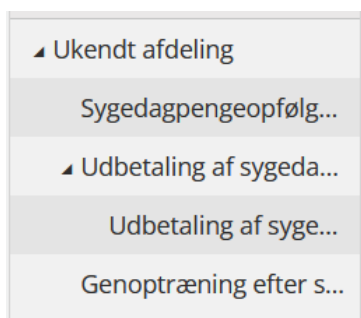 Ukendt afdeling
Sygedagpengeopfølg...
Udbetaling af sygeda...
Udbetaling af syge...
Genoptræning efter s...